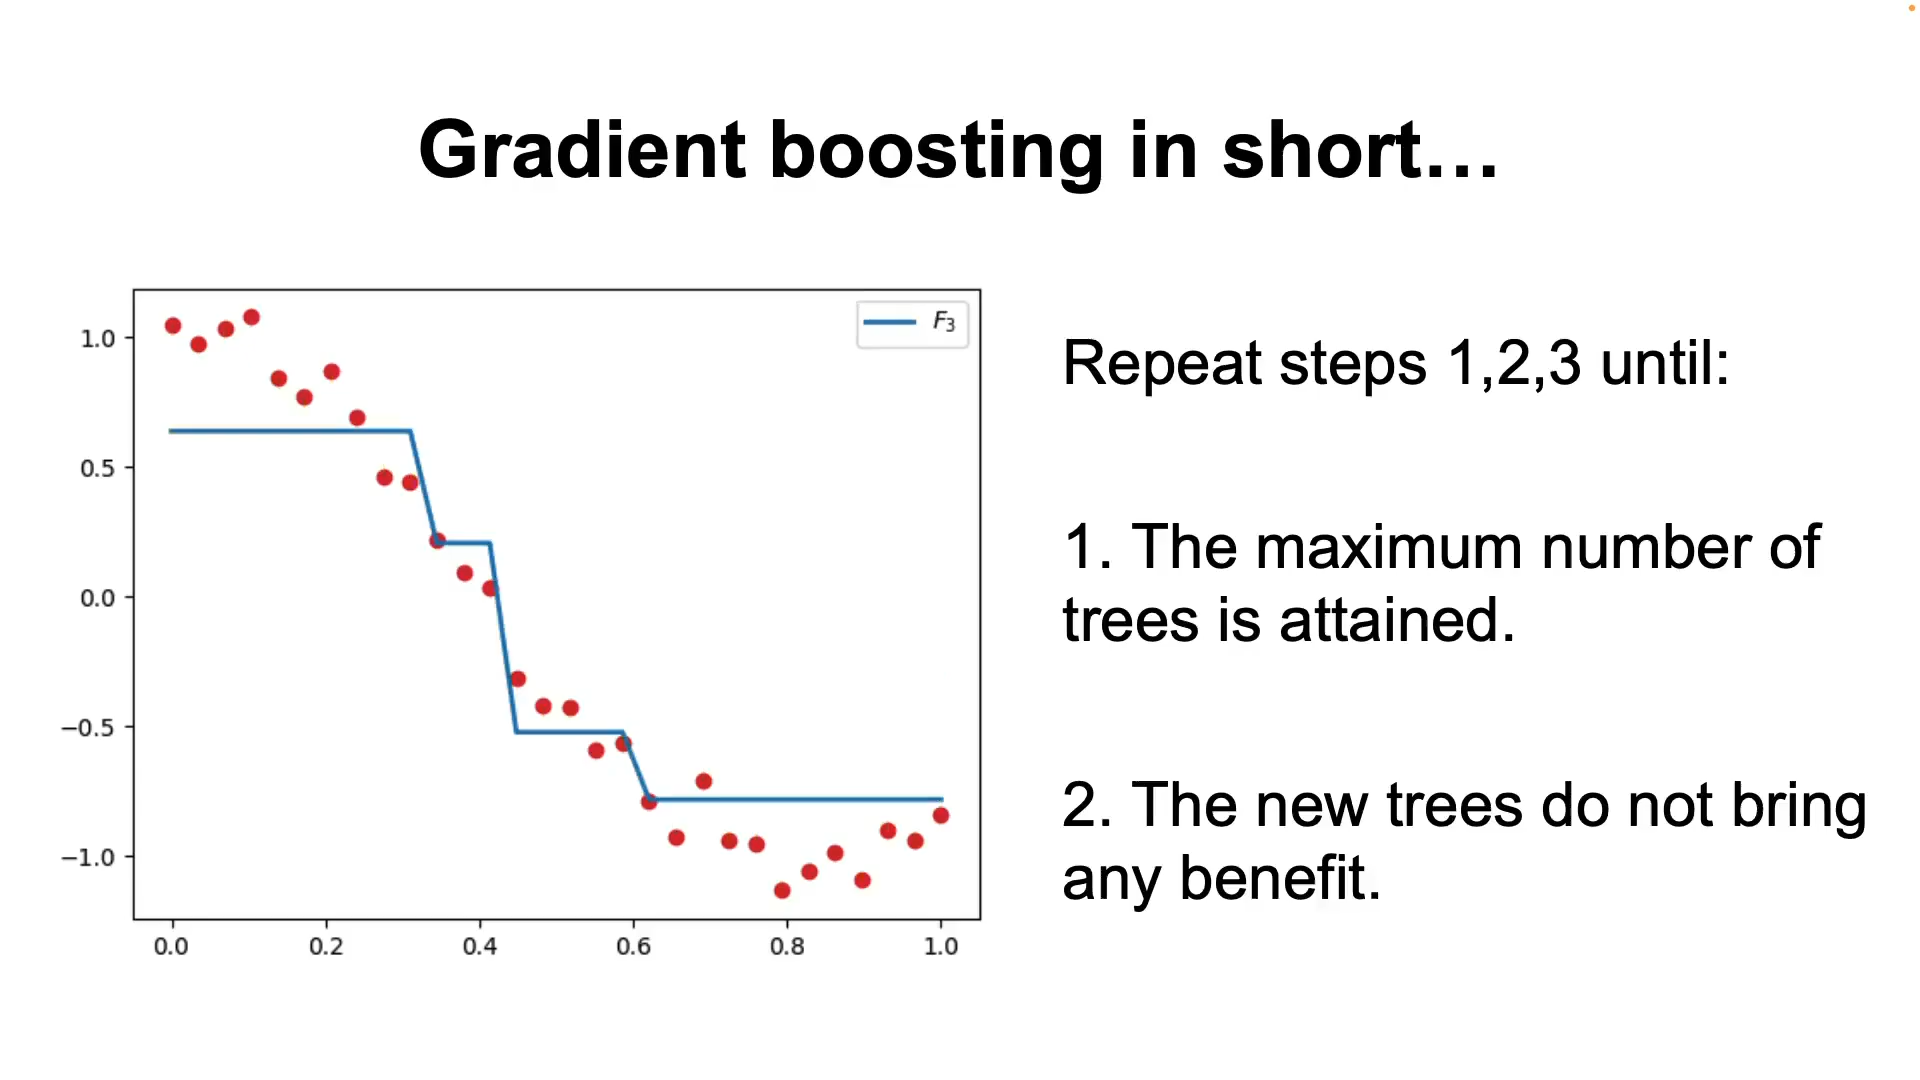 Gradient boosting in short…
F3
1.0
0.5
0.0
−0.5
−1.0
0.0 0.2 0.4 0.6 0.8 1.0
Repeat steps 1,2,3 until:
1. The maximum number of
trees is attained.
2. The new trees do not bring
any benefit.